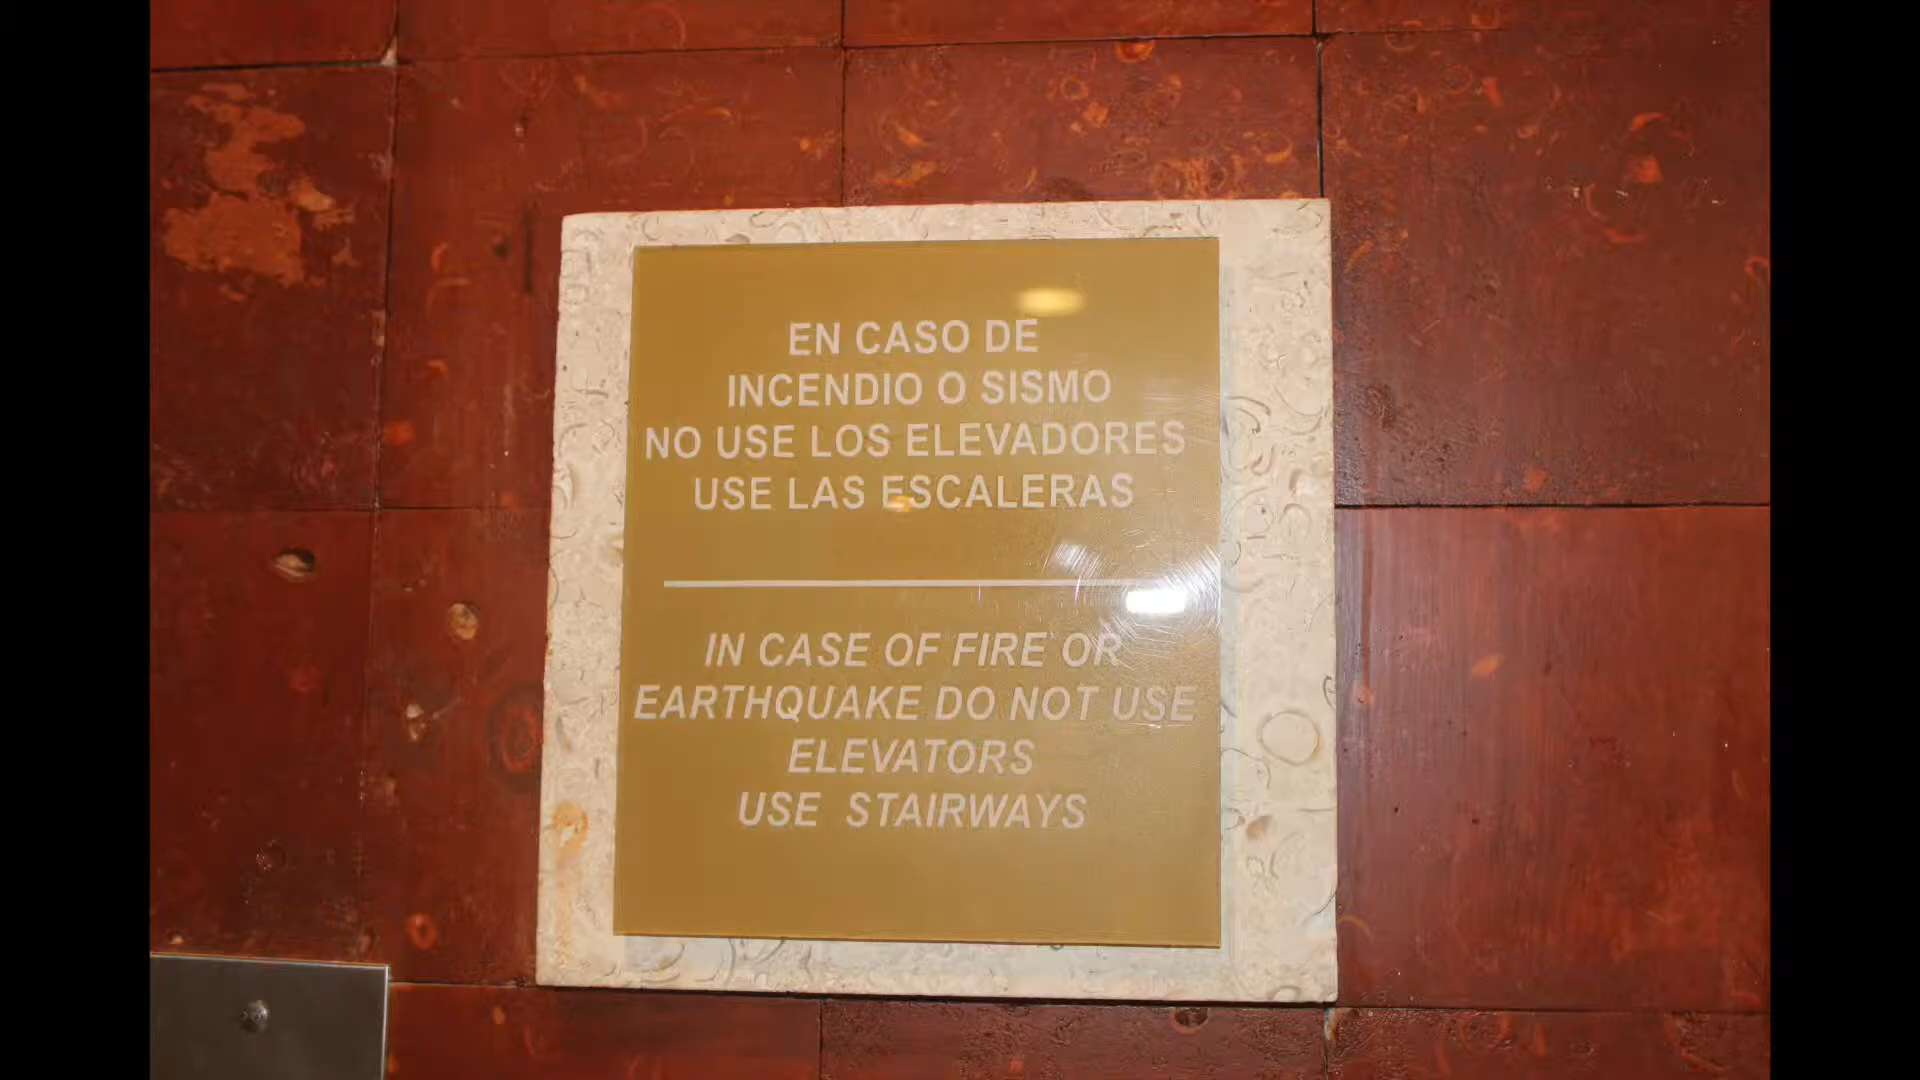 EN CASO DE
INCENDIO O SISMO
NO USE LOS ELEVADORES
USE LAS ESCALERAS
IN CASE OF FIRE OR
EARTHQUAKE DO NOT USE
ELEVATORS
USE STAIRWAYS